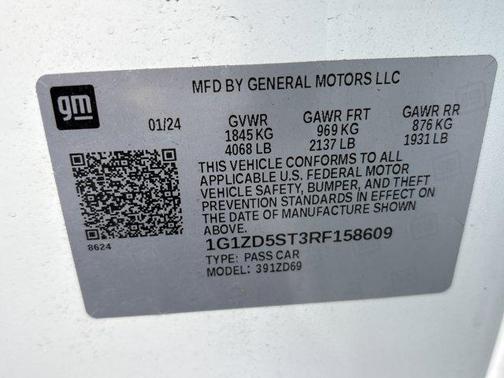 MFD BY GENERAL MOTORS LLC
gm
01/24 GVWR GAWR FRT GAWR RR
1845 KG 969 KG 876 KG
4068 LB 2137 LB 1931 LB
THIS VEHICLE CONFORMS TO ALL
APPLICABLE U.S. FEDERAL MOTOR
VEHICLE SAFETY, BUMPER, AND THEFT
PREVENTION STANDARDS IN EFFECT ON
THE DATE OF MANUFACTURE SHOWN
ABOVE.
8624
1G1ZD5ST3RF158609
TYPE: PASS CAR
MODEL: 391ZD69